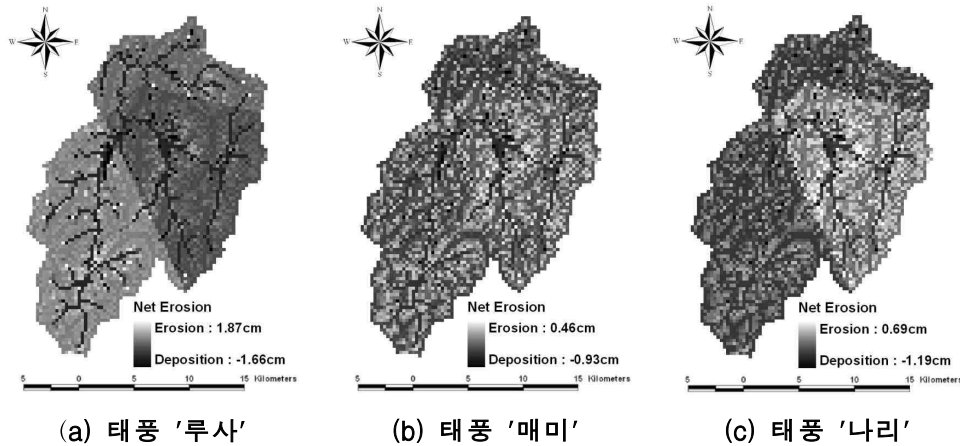 N
W E
S
Net Erosion
Erosion : 1.87cm
Deposition : -1.66cm
5 0 5 10 15 Kilometers
(a) 태풍 '루사'
N
W E
S
Net Erosion
Erosion : 0.46cm
Deposition : -0.93cm
5 0 5 10 15 Kilometers
(b) 태풍 '매미'
N
W E
S
Net Erosion
Erosion : 0.69cm
Deposition : -1.19cm
5 0 5 10 15 Kilometers
(c) 태풍 '나리'